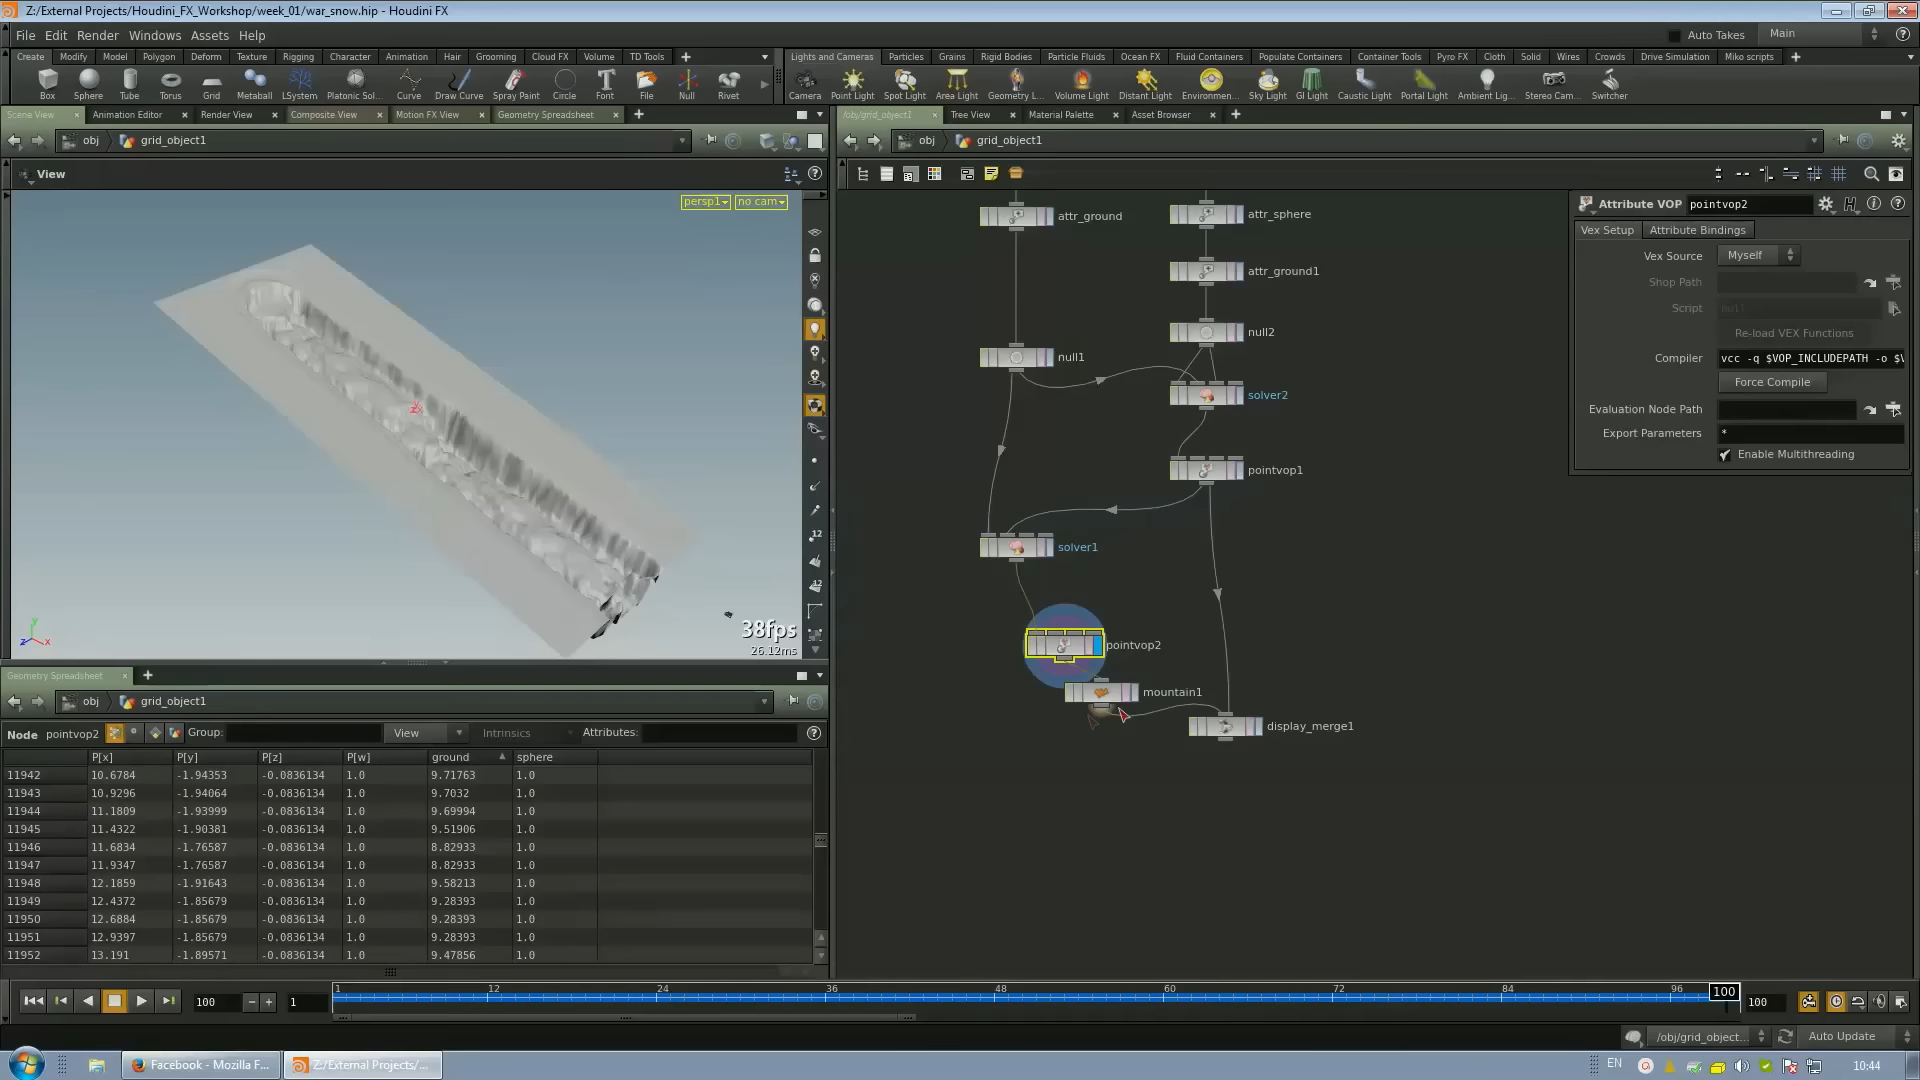 Z:/External Projects/Houdini_FX_Workshop/week_01/war_snow.hip - Houdini FX
File Edit Render Windows Assets Help
Auto Takes Main
Create Modify Model Polygon Deform Texture Rigging Character Animation Hair Grooming Cloud FX Volume TD Tools
Lights and Cameras Particles Grains Rigid Bodies Particle Fluids Ocean FX Fluid Containers Populate Containers Container Tools Pyro FX Cloth Solid Wires Crowds Drive Simulation Miko scripts
Box Sphere Tube Torus Grid Metaball LSystem Platonic Sol... Curve Draw Curve Spray Paint Circle Font File Null Rivet
Camera Point Light Spot Light Area Light Geometry L... Volume Light Distant Light Environmen... Sky Light GI Light Caustic Light Portal Light Ambient Lig... Stereo Cam... Switcher
Scene View Animation Editor Render View Composite View Motion FX View Geometry Spreadsheet
/obj/grid_object1 Tree View Material Palette Asset Browser
obj grid_object1
obj grid_object1
View
persp1 no cam
38fps
26.12ms
12
12
y
z x
attr_ground
attr_sphere
attr_ground1
null2
null1
solver2
pointvop1
solver1
pointvop2
mountain1
display_merge1
Attribute VOP pointvop2
Vex Setup Attribute Bindings
Vex Source Myself
Shop Path
Script null
Re-load VEX Functions
Compiler vcc -q $VOP_INCLUDEPATH -o $V
Force Compile
Evaluation Node Path
Export Parameters *
Enable Multithreading
Geometry Spreadsheet
obj grid_object1
Node pointvop2 Group: View Intrinsics Attributes:
P[x] P[y] P[z] P[w] ground sphere
11942 10.6784 -1.94353 -0.0836134 1.0 9.71763 1.0
11943 10.9296 -1.94064 -0.0836134 1.0 9.7032 1.0
11944 11.1809 -1.93999 -0.0836134 1.0 9.69994 1.0
11945 11.4322 -1.90381 -0.0836134 1.0 9.51906 1.0
11946 11.6834 -1.76587 -0.0836134 1.0 8.82933 1.0
11947 11.9347 -1.76587 -0.0836134 1.0 8.82933 1.0
11948 12.1859 -1.91643 -0.0836134 1.0 9.58213 1.0
11949 12.4372 -1.85679 -0.0836134 1.0 9.28393 1.0
11950 12.6884 -1.85679 -0.0836134 1.0 9.28393 1.0
11951 12.9397 -1.85679 -0.0836134 1.0 9.28393 1.0
11952 13.191 -1.89571 -0.0836134 1.0 9.47856 1.0
100 1 1 12 24 36 48 60 72 84 96 100 100
/obj/grid_object... Auto Update
Facebook - Mozilla F... Z:/External Projects/... EN 10:44